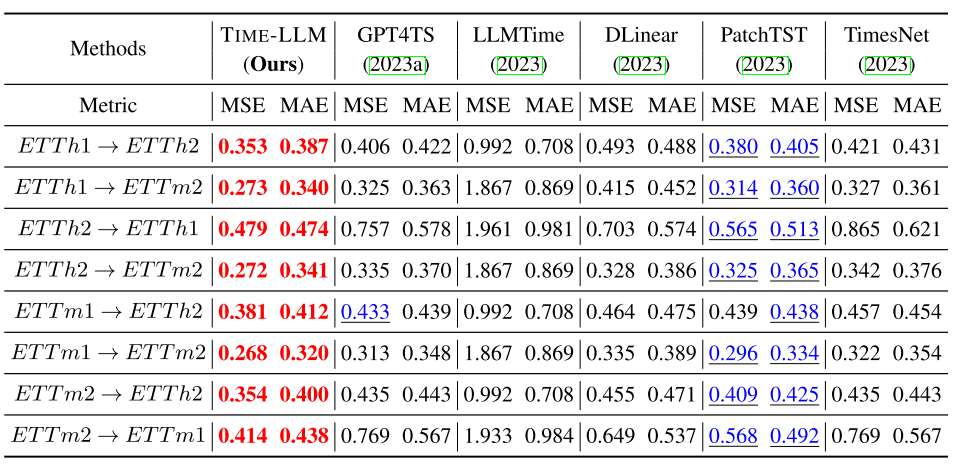 Methods TIME-LLM GPT4TS LLMTime DLinear PatchTST TimesNet
(Ours) (2023a) (2023) (2023) (2023) (2023)
Metric MSE MAE MSE MAE MSE MAE MSE MAE MSE MAE MSE MAE
ETTh1 → ETTh2 0.353 0.387 0.406 0.422 0.992 0.708 0.493 0.488 0.380 0.405 0.421 0.431
ETTh1 → ETTm2 0.273 0.340 0.325 0.363 1.867 0.869 0.415 0.452 0.314 0.360 0.327 0.361
ETTh2 → ETTh1 0.479 0.474 0.757 0.578 1.961 0.981 0.703 0.574 0.565 0.513 0.865 0.621
ETTh2 → ETTm2 0.272 0.341 0.335 0.370 1.867 0.869 0.328 0.386 0.325 0.365 0.342 0.376
ETTm1 → ETTh2 0.381 0.412 0.433 0.439 0.992 0.708 0.464 0.475 0.439 0.438 0.457 0.454
ETTm1 → ETTm2 0.268 0.320 0.313 0.348 1.867 0.869 0.335 0.389 0.296 0.334 0.322 0.354
ETTm2 → ETTh2 0.354 0.400 0.435 0.443 0.992 0.708 0.455 0.471 0.409 0.425 0.435 0.443
ETTm2 → ETTm1 0.414 0.438 0.769 0.567 1.933 0.984 0.649 0.537 0.568 0.492 0.769 0.567